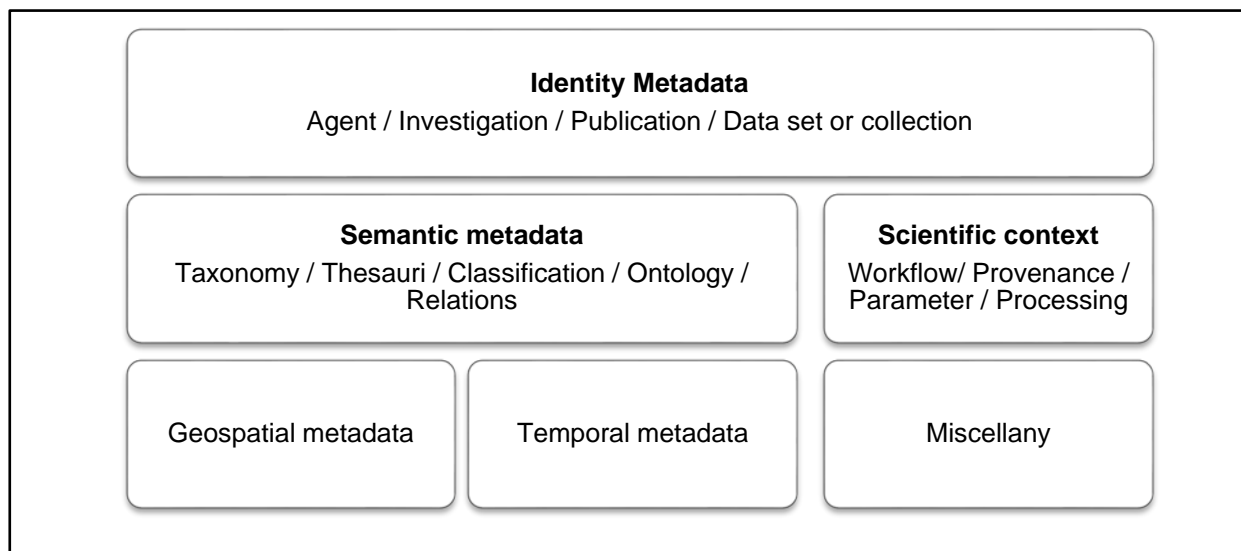 Identity Metadata
Agent / Investigation / Publication / Data set or collection
Semantic metadata
Taxonomy / Thesauri / Classification / Ontology /
Relations
Scientific context
Workflow/ Provenance /
Parameter / Processing
Geospatial metadata
Temporal metadata
Miscellany